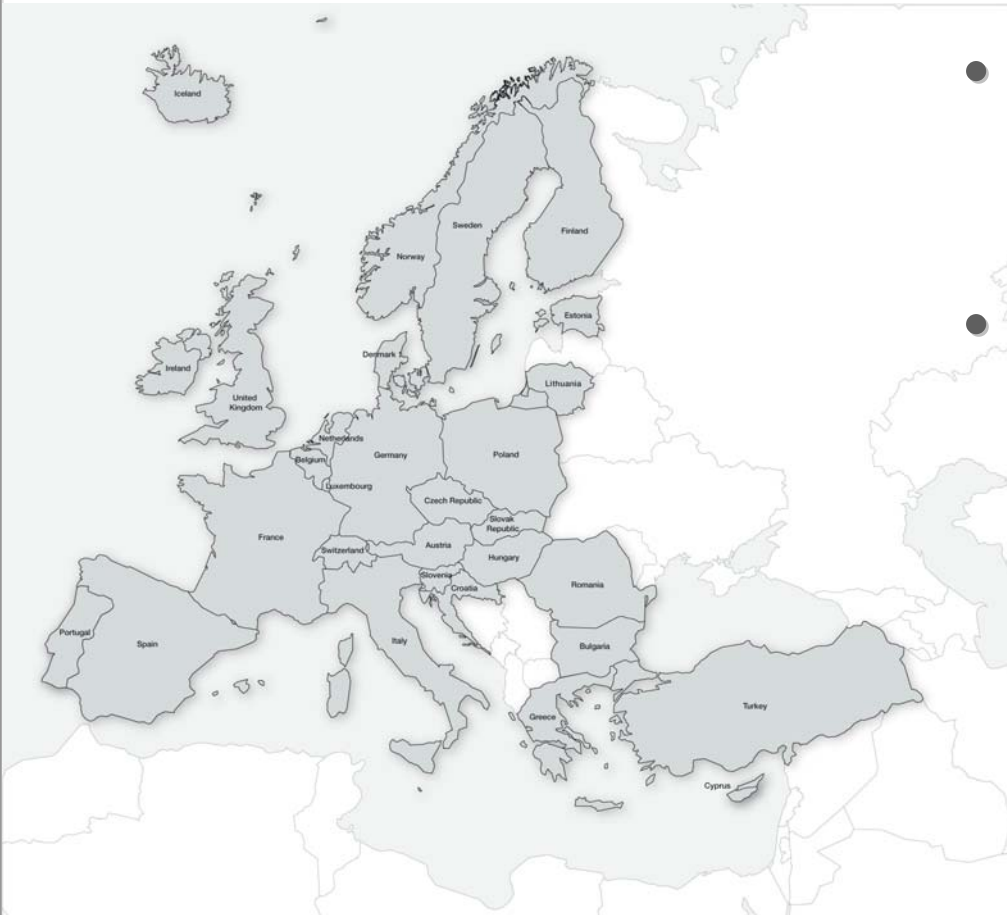 Iceland
Sweden
Finland
Norway
Estonia
Denmark
Ireland
Lithuania
United
Kingdom
Netherlands
Germany
Poland
Belgium
Luxembourg
Czech Republic
Slovak
Republic
France
Austria
Switzerland
Hungary
Slovenia
Romania
Croatia
Portugal
Italy
Spain
Bulgaria
Turkey
Greece
Cyprus